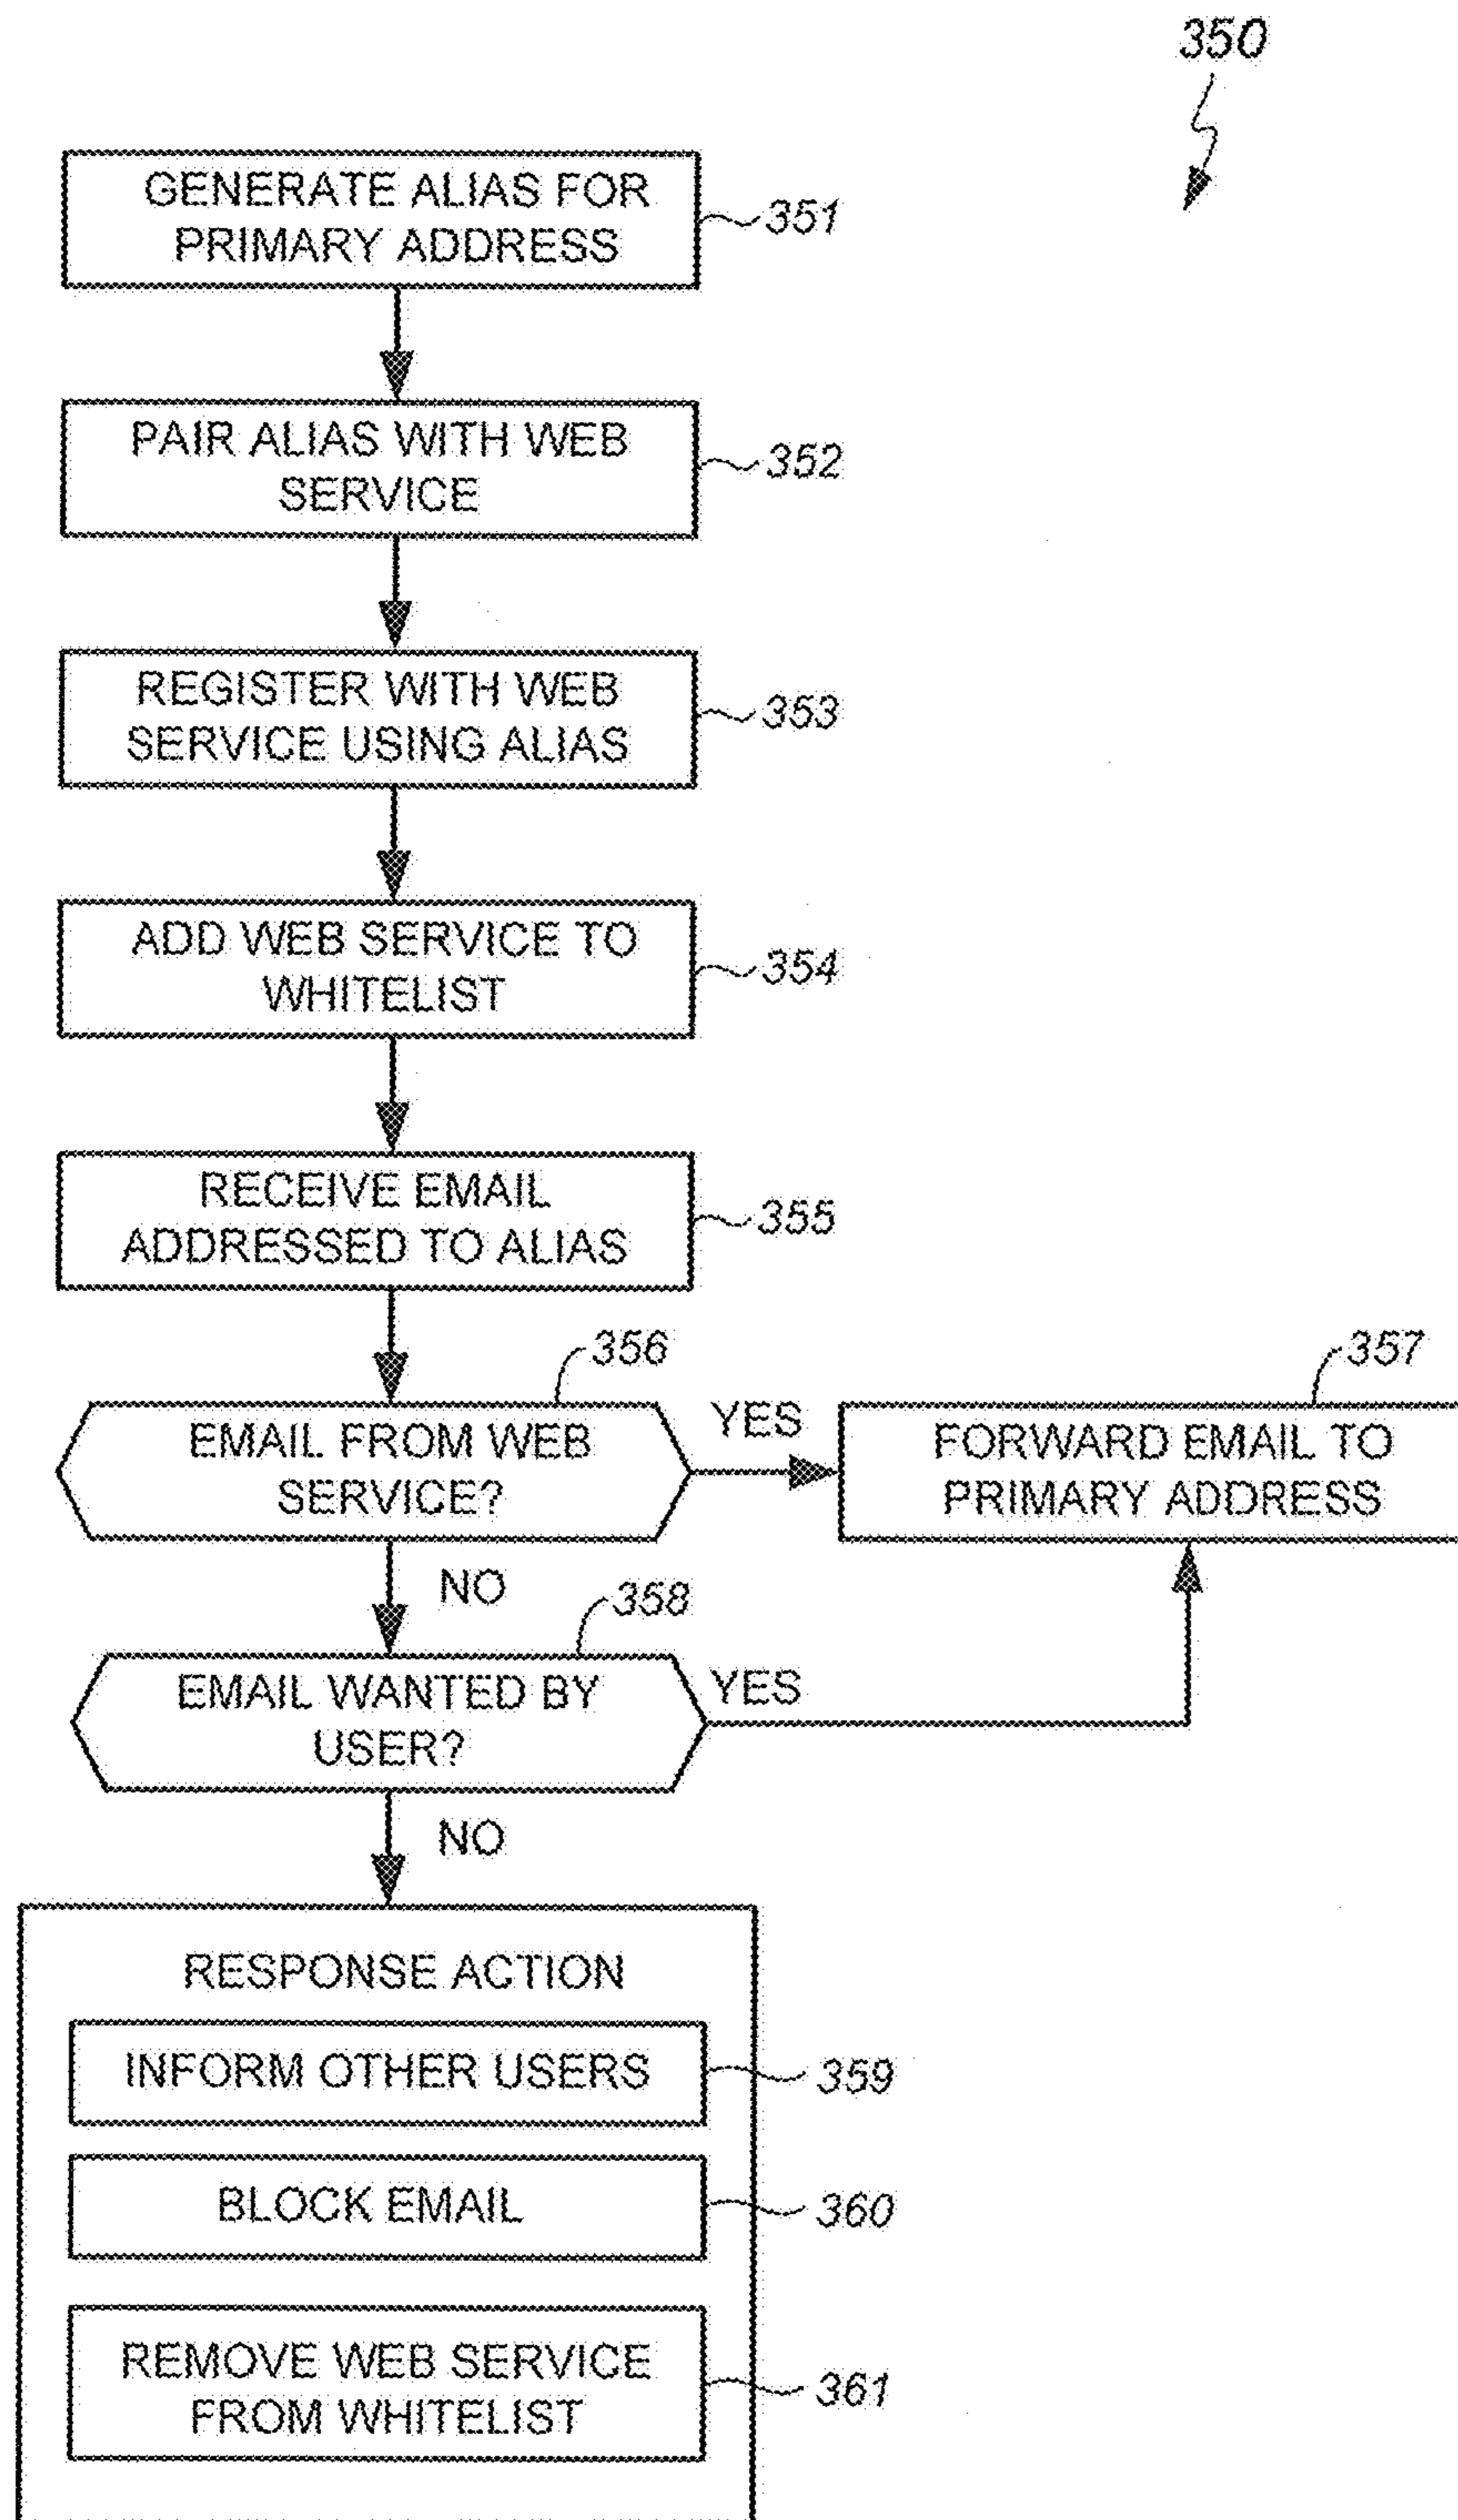 350
GENERATE ALIAS FOR
PRIMARY ADDRESS
351
PAIR ALIAS WITH WEB
SERVICE
352
REGISTER WITH WEB
SERVICE USING ALIAS
353
ADD WEB SERVICE TO
WHITELIST
354
RECEIVE EMAIL
ADDRESSED TO ALIAS
355
356
EMAIL FROM WEB
SERVICE?
YES
357
FORWARD EMAIL TO
PRIMARY ADDRESS
NO
358
EMAIL WANTED BY
USER?
YES
NO
RESPONSE ACTION
INFORM OTHER USERS
359
BLOCK EMAIL
360
REMOVE WEB SERVICE
FROM WHITELIST
361